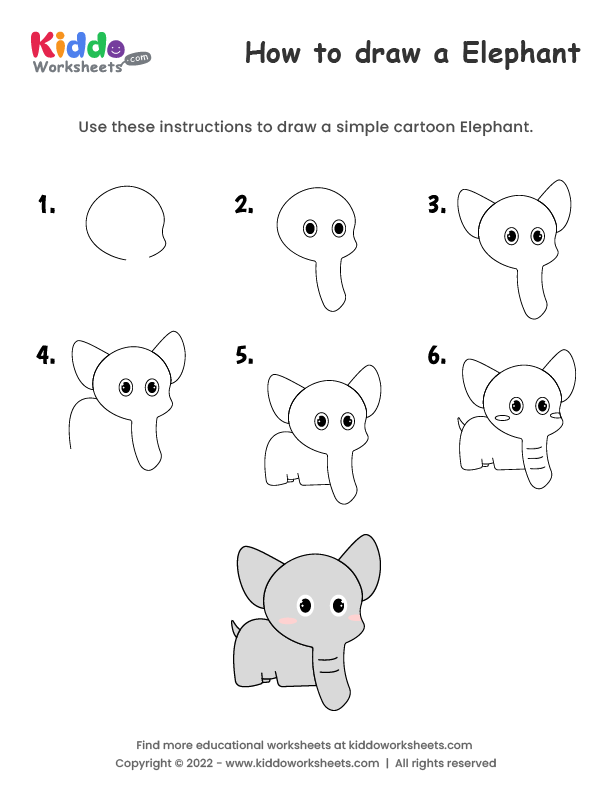 Kiddo
Worksheets .com
How to draw a Elephant
Use these instructions to draw a simple cartoon Elephant.
1.
2.
3.
4.
5.
6.
Find more educational worksheets at kiddoworksheets.com
Copyright © 2022 - www.kiddoworksheets.com | All rights reserved